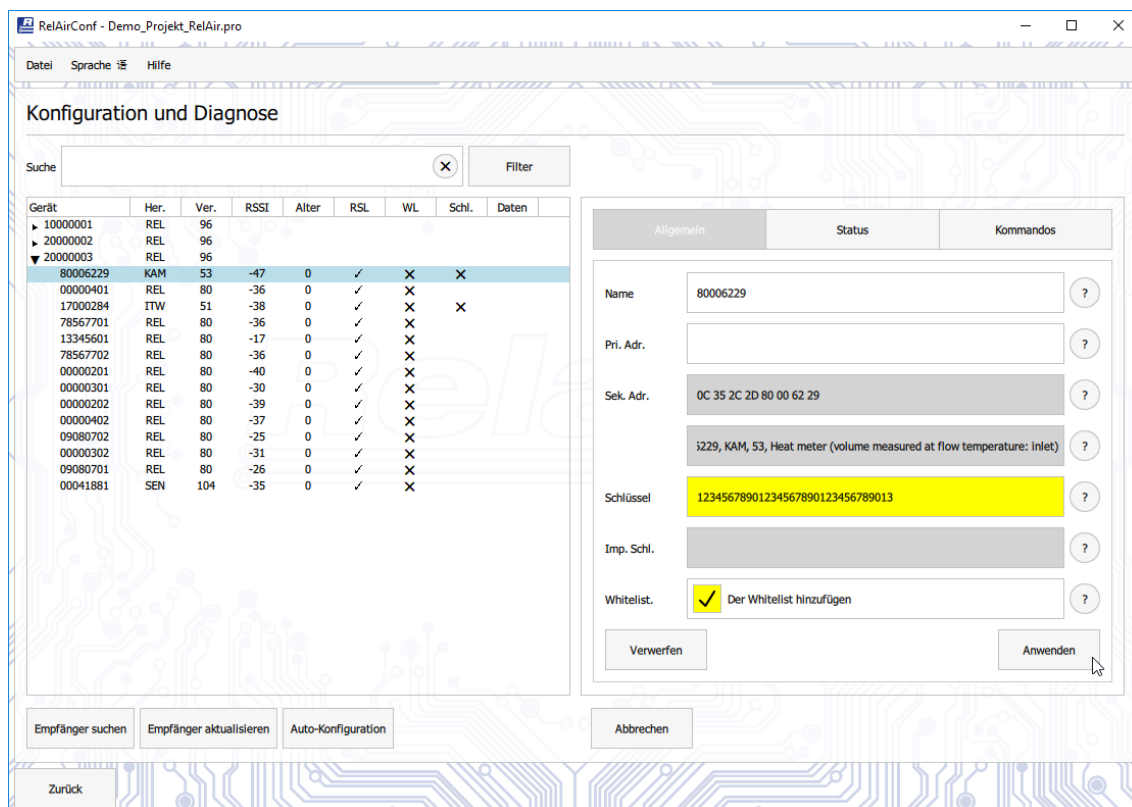 RelAirConf - Demo_Projekt_RelAir.pro
Datei Sprache 语 Hilfe
Konfiguration und Diagnose
Suche Filter
Gerät Her. Ver. RSSI Alter RSL WL Schl. Daten
10000001 REL 96
20000002 REL 96
20000003 REL 96
80006229 KAM 53 -47 0 ✓ ✕ ✕
00000401 REL 80 -36 0 ✓ ✕
17000284 ITW 51 -38 0 ✓ ✕ ✕
78567701 REL 80 -36 0 ✓ ✕
13345601 REL 80 -17 0 ✓ ✕
78567702 REL 80 -36 0 ✓ ✕
00000201 REL 80 -40 0 ✓ ✕
00000301 REL 80 -30 0 ✓ ✕
00000202 REL 80 -39 0 ✓ ✕
00000402 REL 80 -37 0 ✓ ✕
09080702 REL 80 -25 0 ✓ ✕
00000302 REL 80 -31 0 ✓ ✕
09080701 REL 80 -26 0 ✓ ✕
00041881 SEN 104 -35 0 ✓ ✕
Allgemein Status Kommandos
Name 80006229 ?
Pri. Adr. ?
Sek. Adr. 0C 35 2C 2D 80 00 62 29 ?
6229, KAM, 53, Heat meter (volume measured at flow temperature: inlet) ?
Schlüssel 12345678901234567890123456789013 ?
Imp. Schl. ?
Whitelist. Der Whitelist hinzufügen ?
Verwerfen Anwenden
Empfänger suchen Empfänger aktualisieren Auto-Konfiguration Abbrechen
Zurück